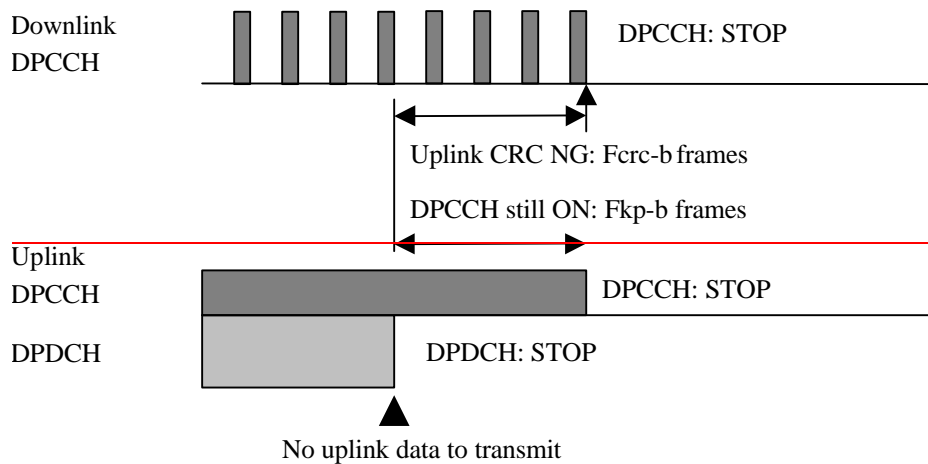 Downlink
DPCCH
DPCCH: STOP
Uplink CRC NG: Fcrc-b frames
DPCCH still ON: Fkp-b frames
Uplink
DPCCH
DPCCH: STOP
DPDCH
DPDCH: STOP
No uplink data to transmit